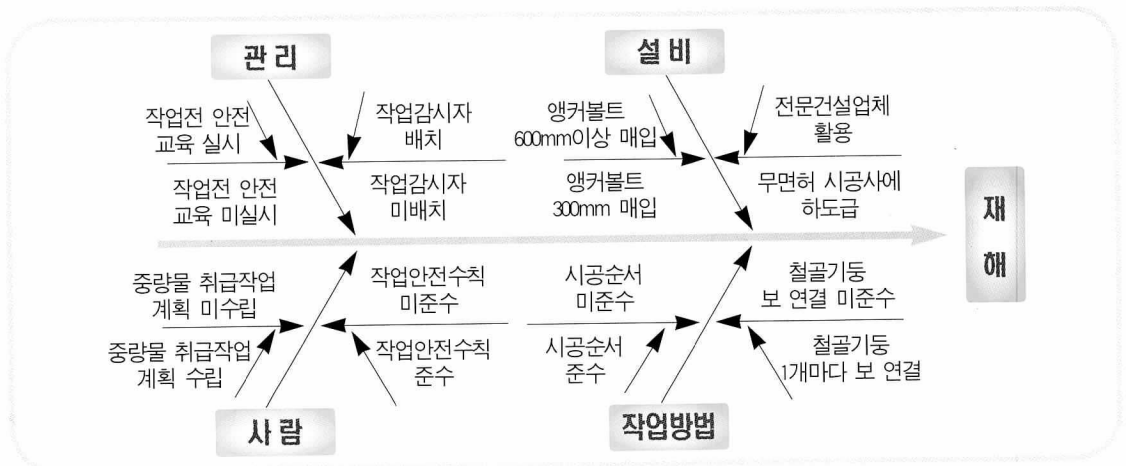 관리
설비
작업전 안전
교육 실시
작업감시자
배치
앵커볼트
600mm이상 매입
전문건설업체
활용
작업전 안전
교육 미실시
작업감시자
미배치
앵커볼트
300mm 매입
무면허 시공사에
하도급
재
해
중량물 취급작업
계획 미수립
작업안전수칙
미준수
시공순서
미준수
철골기둥
보 연결 미준수
중량물 취급작업
계획 수립
작업안전수칙
준수
시공순서
준수
철골기둥
1개마다 보 연결
사람
작업방법